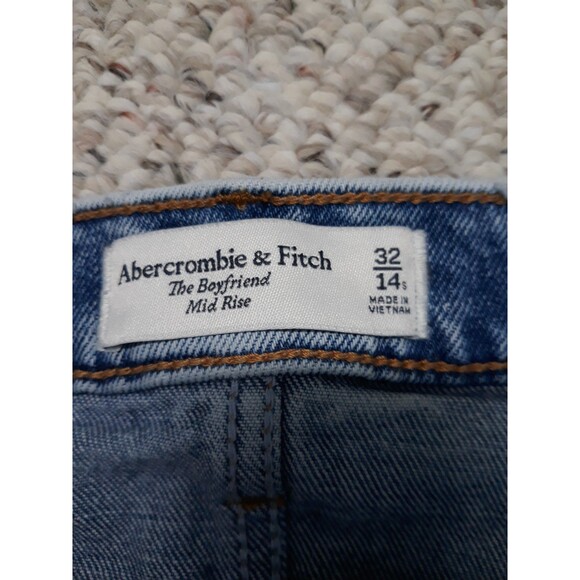 Abercrombie & Fitch
The Boyfriend
Mid Rise
32
14s
MADE IN
VIETNAM